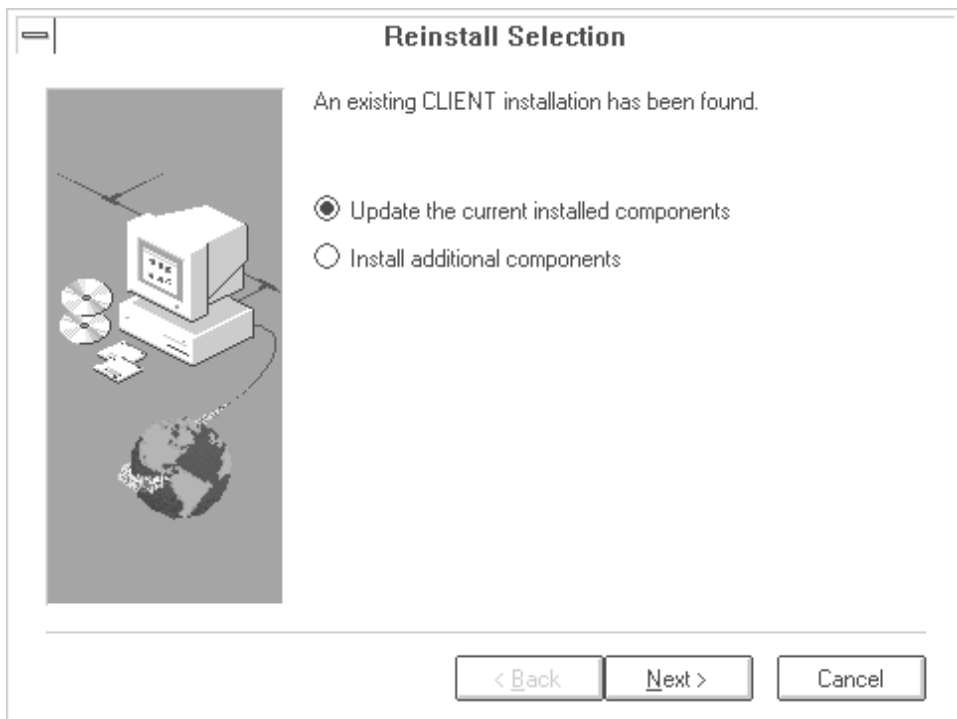 Reinstall Selection
An existing CLIENT installation has been found.
Update the current installed components
Install additional components
< Back
Next >
Cancel